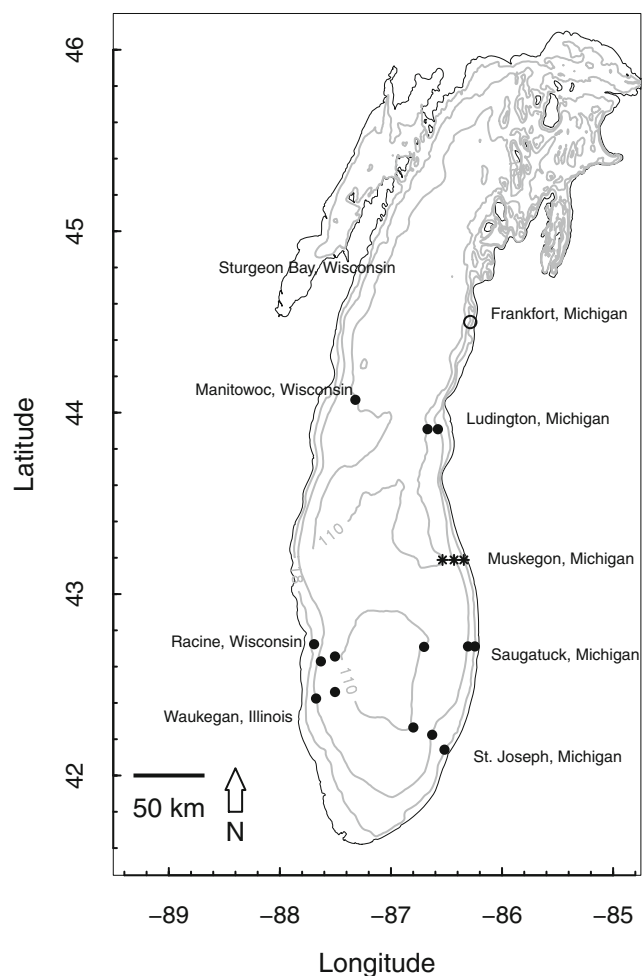 46
45
Sturgeon Bay, Wisconsin
Frankfort, Michigan
Manitowoc, Wisconsin
44
Ludington, Michigan
Latitude
110
Muskegon, Michigan
18
43
Racine, Wisconsin
Saugatuck, Michigan
110
Waukegan, Illinois
St. Joseph, Michigan
42
50 km
N
−89
−88
−87
−86
−85
Longitude